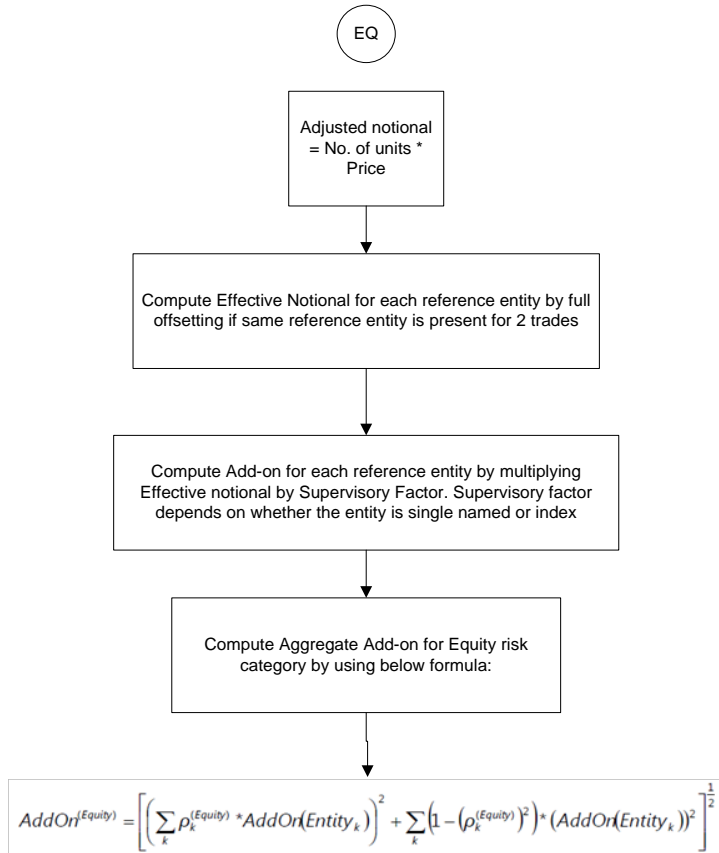 EQ
Adjusted notional
= No. of units *
Price
Compute Effective Notional for each reference entity by full
offsetting if same reference entity is present for 2 trades
Compute Add-on for each reference entity by multiplying
Effective notional by Supervisory Factor. Supervisory factor
depends on whether the entity is single named or index
Compute Aggregate Add-on for Equity risk
category by using below formula:
AddOn^(Equity) = [(∑_k ρ_k^(Equity) * AddOn(Entity_k))^2 + ∑_k (1 − (ρ_k^(Equity))^2) * (AddOn(Entity_k))^2]^(1/2)